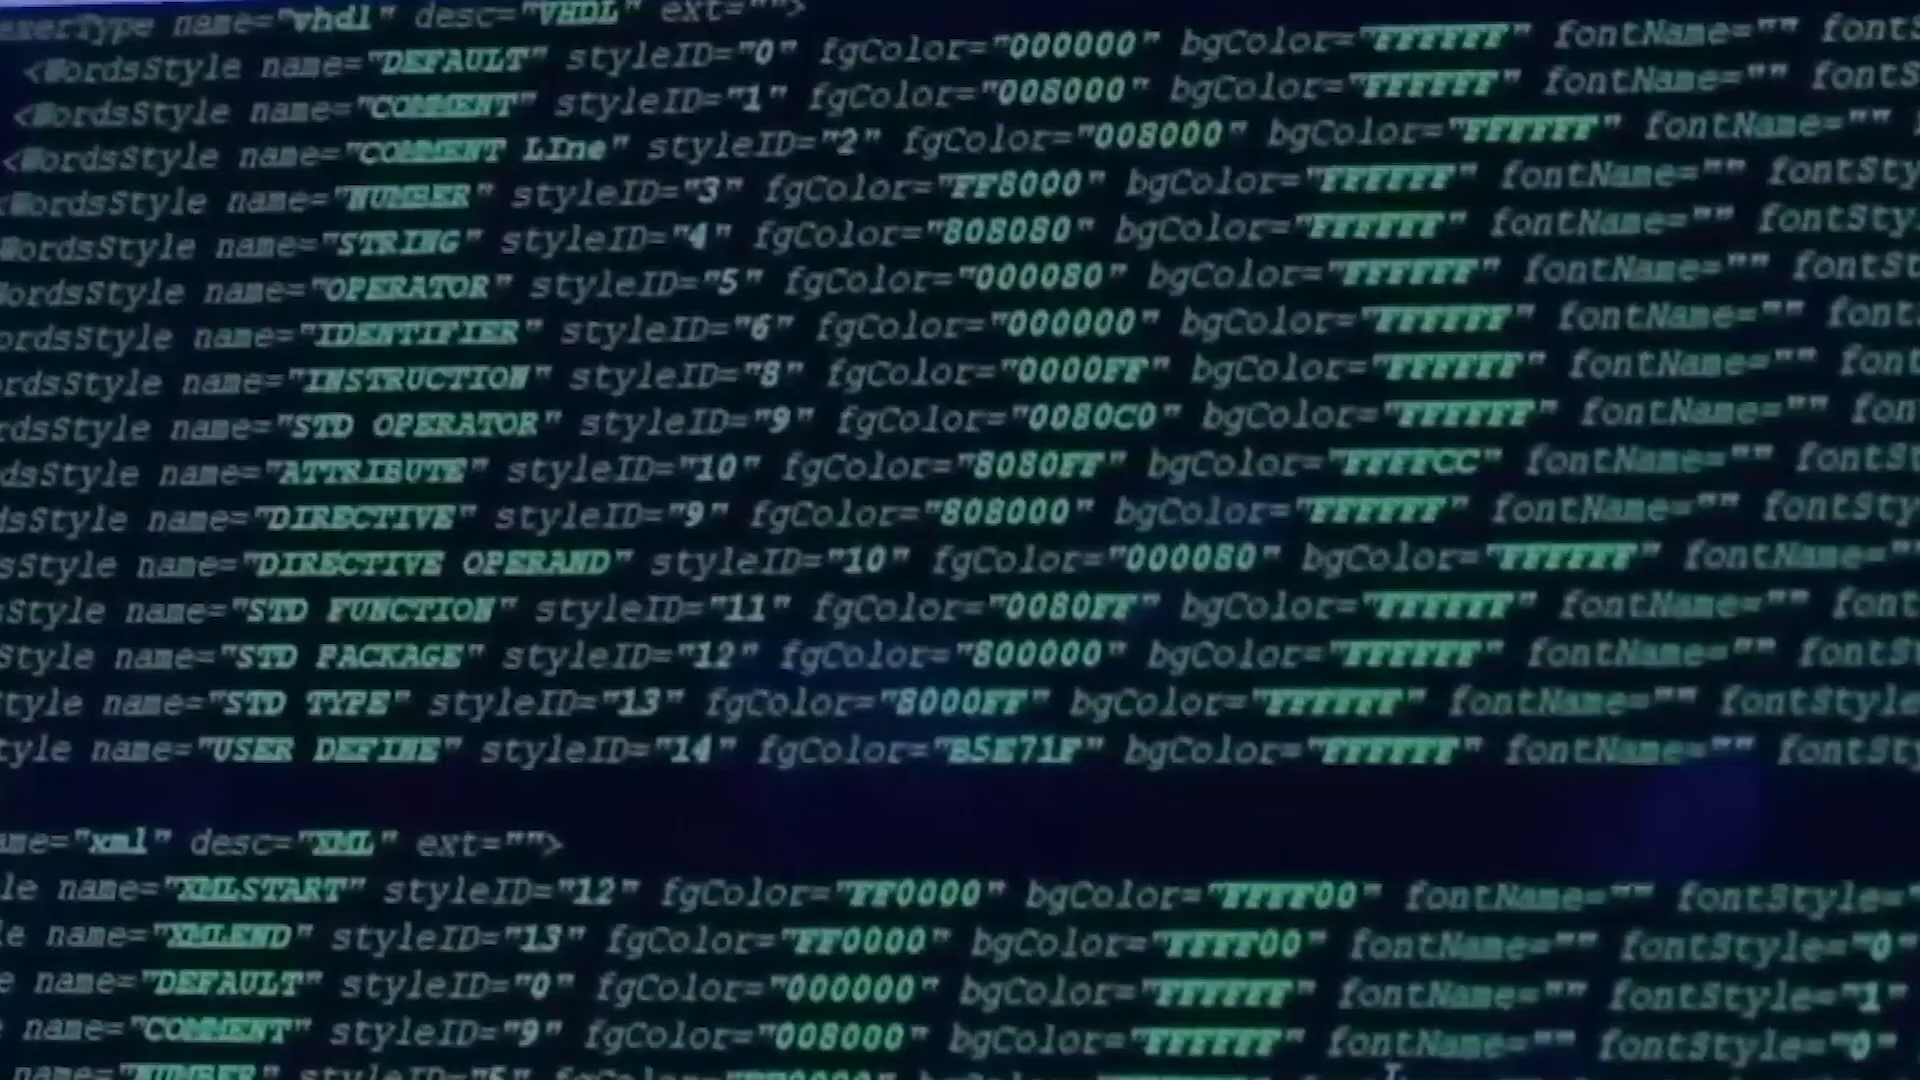 name="vhdl" desc="VHDL" ext="">
<WordsStyle name="DEFAULT" styleID="0" fgColor="000000" bgColor="FFFFFF" fontName="" fontS
<WordsStyle name="COMMENT" styleID="1" fgColor="008000" bgColor="FFFFFF" fontName="" fontS
<WordsStyle name="COMMENT LIne" styleID="2" fgColor="008000" bgColor="FFFFFF" fontName=""
<WordsStyle name="NUMBER" styleID="3" fgColor="FF8000" bgColor="FFFFFF" fontName="" fontSty
WordsStyle name="STRING" styleID="4" fgColor="808080" bgColor="FFFFFF" fontName="" fontSty
WordsStyle name="OPERATOR" styleID="5" fgColor="000080" bgColor="FFFFFF" fontName="" fontSt
ordsStyle name="IDENTIFIER" styleID="6" fgColor="000000" bgColor="FFFFFF" fontName="" font
rdsStyle name="INSTRUCTION" styleID="8" fgColor="0000FF" bgColor="FFFFFF" fontName="" font
rdsStyle name="STD OPERATOR" styleID="9" fgColor="0080C0" bgColor="FFFFFF" fontName="" fon
dsStyle name="ATTRIBUTE" styleID="10" fgColor="8080FF" bgColor="FFFFCC" fontName="" fontSt
dsStyle name="DIRECTIVE" styleID="9" fgColor="808000" bgColor="FFFFFF" fontName="" fontSty
sStyle name="DIRECTIVE OPERAND" styleID="10" fgColor="000080" bgColor="FFFFFF" fontName=""
sStyle name="STD FUNCTION" styleID="11" fgColor="0080FF" bgColor="FFFFFF" fontName="" font
Style name="STD PACKAGE" styleID="12" fgColor="800000" bgColor="FFFFFF" fontName="" fontSt
tyle name="STD TYPE" styleID="13" fgColor="8000FF" bgColor="FFFFFF" fontName="" fontStyle
tyle name="USER DEFINE" styleID="14" fgColor="B5E71F" bgColor="FFFFFF" fontName="" fontSty
ame="xml" desc="XML" ext="">
le name="XMLSTART" styleID="12" fgColor="FF0000" bgColor="FFFF00" fontName="" fontStyle="
le name="XMLEND" styleID="13" fgColor="FF0000" bgColor="FFFF00" fontName="" fontStyle="0"
e name="DEFAULT" styleID="0" fgColor="000000" bgColor="FFFFFF" fontName="" fontStyle="1"
name="COMMENT" styleID="9" fgColor="008000" bgColor="FFFFFF" fontName="" fontStyle="0"
name="NUMBER" styleID="5"